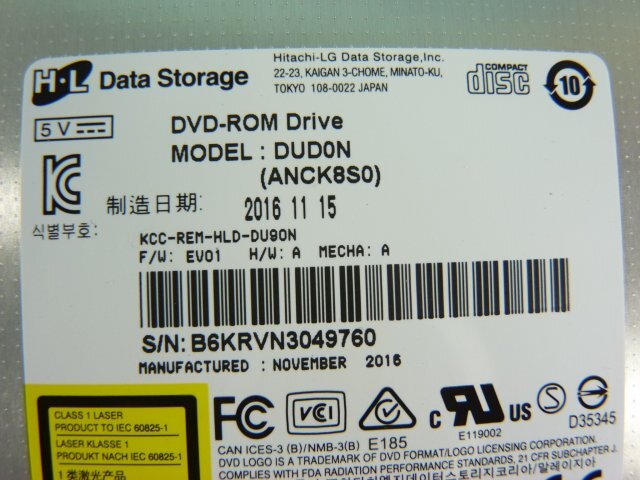 H·L Data Storage
Hitachi-LG Data Storage,Inc.
22-23, KAIGAN 3-CHOME, MINATO-KU,
TOKYO 108-0022 JAPAN
COMPACT
disc
10
5 V
DVD-ROM Drive
MODEL : DUD0N
(ANCK8S0)
制造日期:
2016 11 15
식별부호:
KCC-REM-HLD-DU90N
F/W: EV01 H/W: A MECHA: A
S/N: B6KRVN3049760
MANUFACTURED : NOVEMBER 2016
CLASS 1 LASER
PRODUCT TO IEC 60825-1
LASER KLASSE 1
PRODUKT NACH IEC 60825-1
1类激光产品
FC
VCI
E185
c RU US
E119002
S
D35345
CAN ICES-3 (B)/NMB-3(B)
DVD LOGO IS A TRADEMARK OF DVD FORMAT/LOGO LICENSING CORPORATION.
COMPLIES WITH FDA RADIATION PERFORMANCE STANDARDS, 21 CFR SUBCHAPTER J.